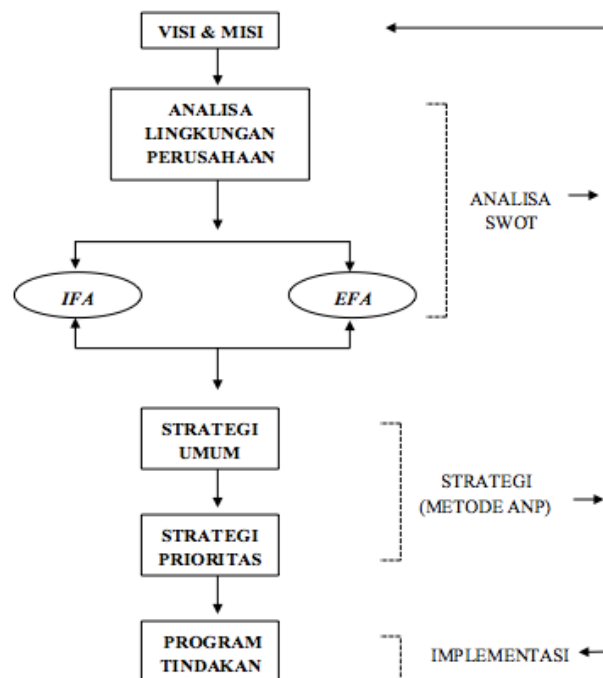 VISI & MISI
ANALISA
LINGKUNGAN
PERUSAHAAN
ANALISA
SWOT
IFA
EFA
STRATEGI
UMUM
STRATEGI
(METODE ANP)
STRATEGI
PRIORITAS
PROGRAM
TINDAKAN
IMPLEMENTASI